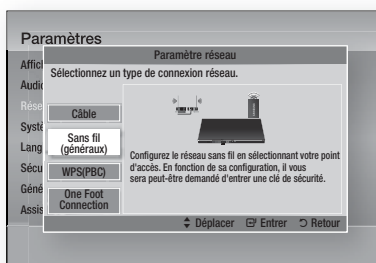 Paramètres
Paramètre réseau
Sélectionnez un type de connexion réseau.
Affic
Audio
Rése
Systè
Lang
Sécu
Géné
Assis
Câble
Sans fil
(généraux)
WPS(PBC)
One Foot
Connection
Configurez le réseau sans fil en sélectionnant votre point
d'accès. En fonction de sa configuration, il vous
sera peut-être demandé d'entrer une clé de sécurité.
Déplacer Entrer Retour